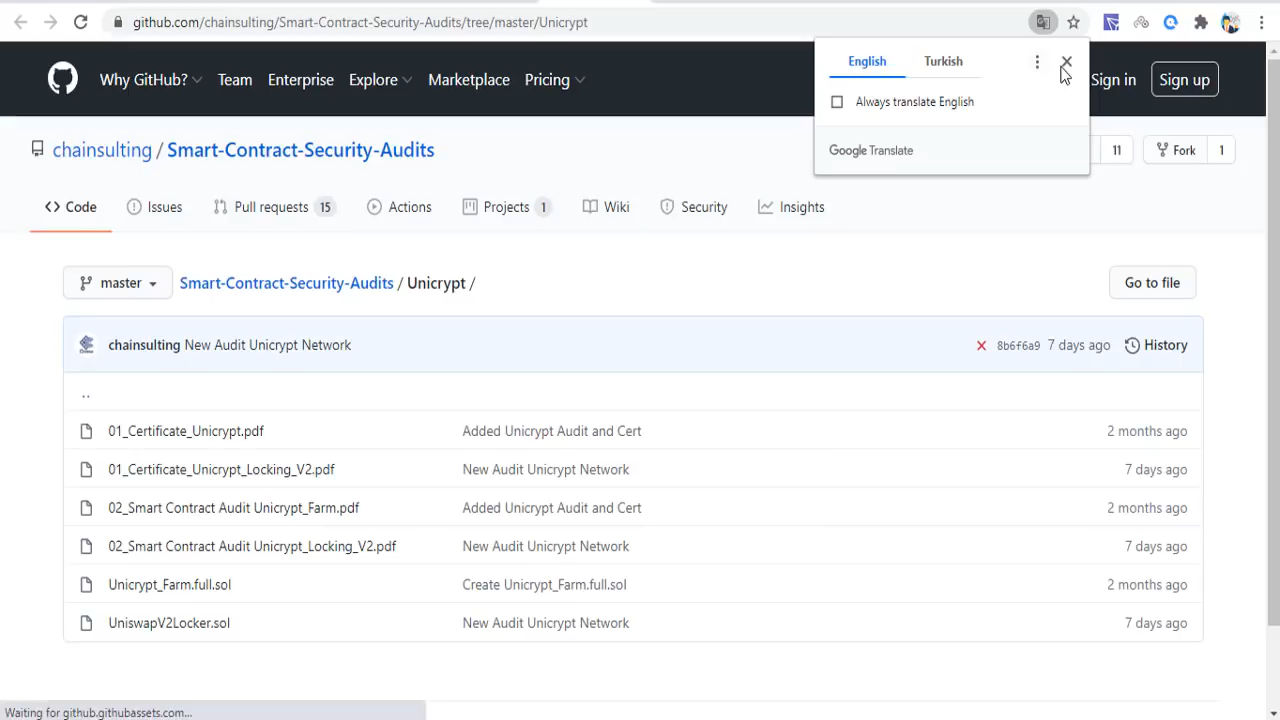 github.com/chainsulting/Smart-Contract-Security-Audits/tree/master/Unicrypt
English Turkish
Always translate English
Google Translate
Why GitHub? Team Enterprise Explore Marketplace Pricing Sign in Sign up
chainsulting / Smart-Contract-Security-Audits 11 Fork 1
Code Issues Pull requests 15 Actions Projects 1 Wiki Security Insights
master Smart-Contract-Security-Audits / Unicrypt / Go to file
chainsulting New Audit Unicrypt Network 8b6f6a9 7 days ago History
..
01_Certificate_Unicrypt.pdf Added Unicrypt Audit and Cert 2 months ago
01_Certificate_Unicrypt_Locking_V2.pdf New Audit Unicrypt Network 7 days ago
02_Smart Contract Audit Unicrypt_Farm.pdf Added Unicrypt Audit and Cert 2 months ago
02_Smart Contract Audit Unicrypt_Locking_V2.pdf New Audit Unicrypt Network 7 days ago
Unicrypt_Farm.full.sol Create Unicrypt_Farm.full.sol 2 months ago
UniswapV2Locker.sol New Audit Unicrypt Network 7 days ago
Waiting for github.githubassets.com...